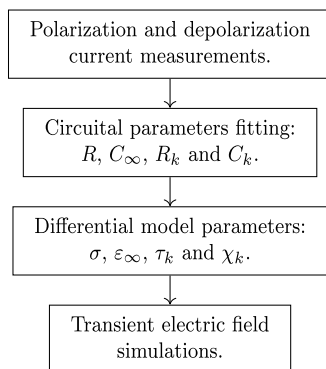 Polarization and depolarization
current measurements.
Circuital parameters fitting:
R, C∞, Rₖ and Cₖ.
Differential model parameters:
σ, ε∞, τₖ and χₖ.
Transient electric field
simulations.